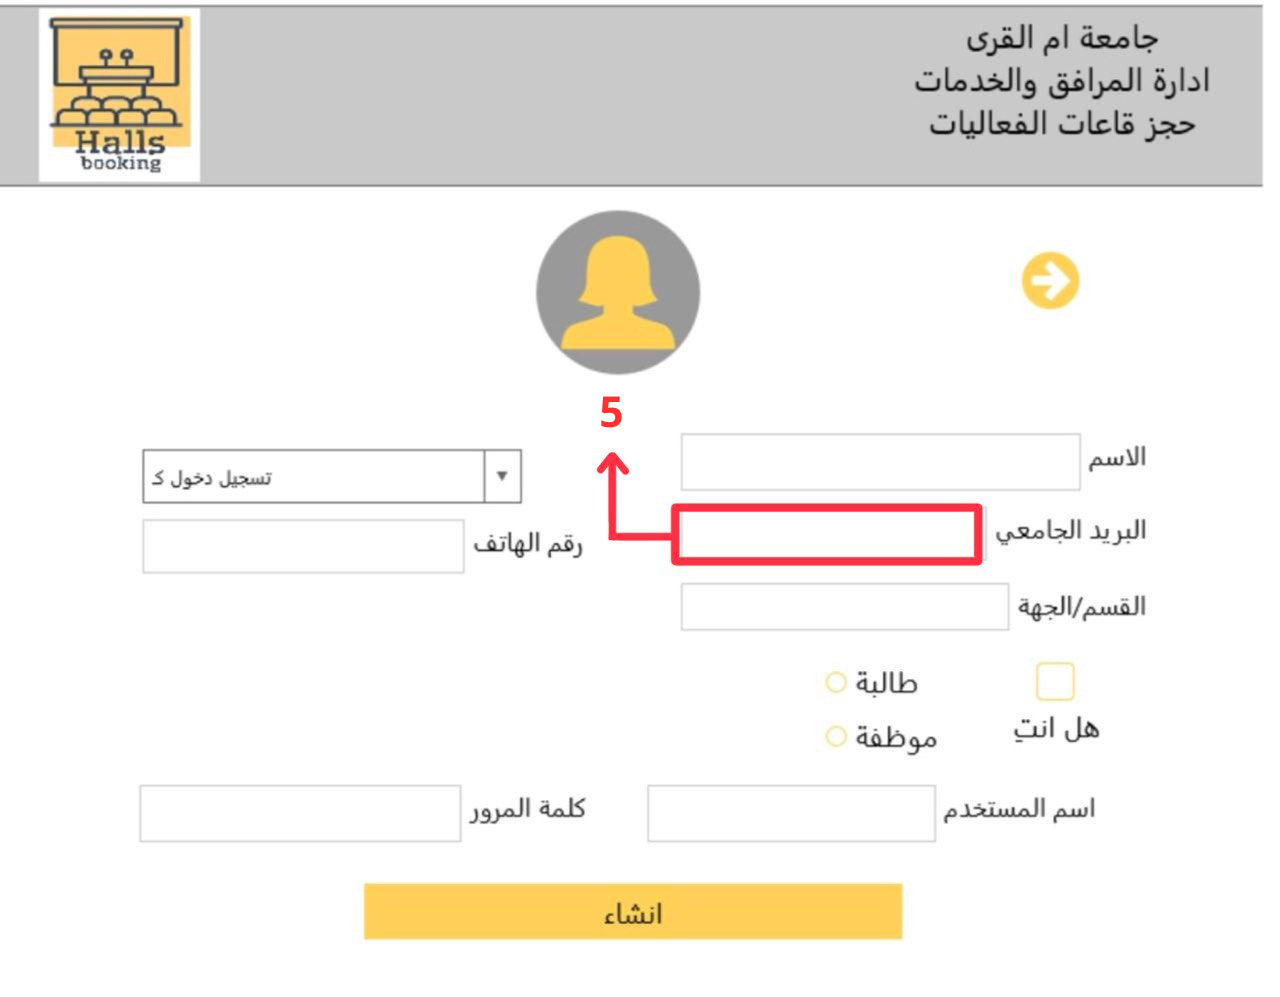 جامعة ام القرى
ادارة المرافق والخدمات
حجز قاعات الفعاليات
Halls
booking
5
الاسم
تسجيل دخول كـ
البريد الجامعي
رقم الهاتف
القسم/الجهة
هل انتِ
طالبة
موظفة
اسم المستخدم
كلمة المرور
انشاء